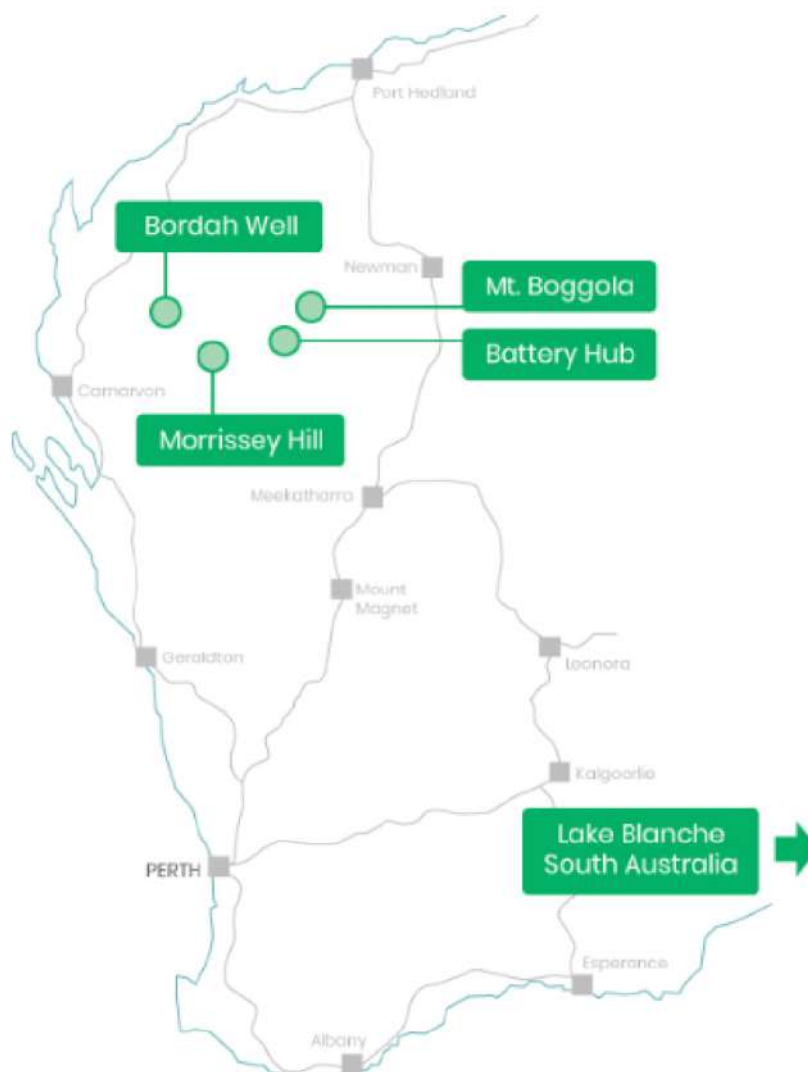 Port Hedland
Bordah Well
Newman
Mt. Boggola
Battery Hub
Carnarvon
Morrissey Hill
Meekatharra
Mount
Magnet
Geraldton
Leonora
Kalgoorlie
Lake Blanche
South Australia
PERTH
Esperance
Albany